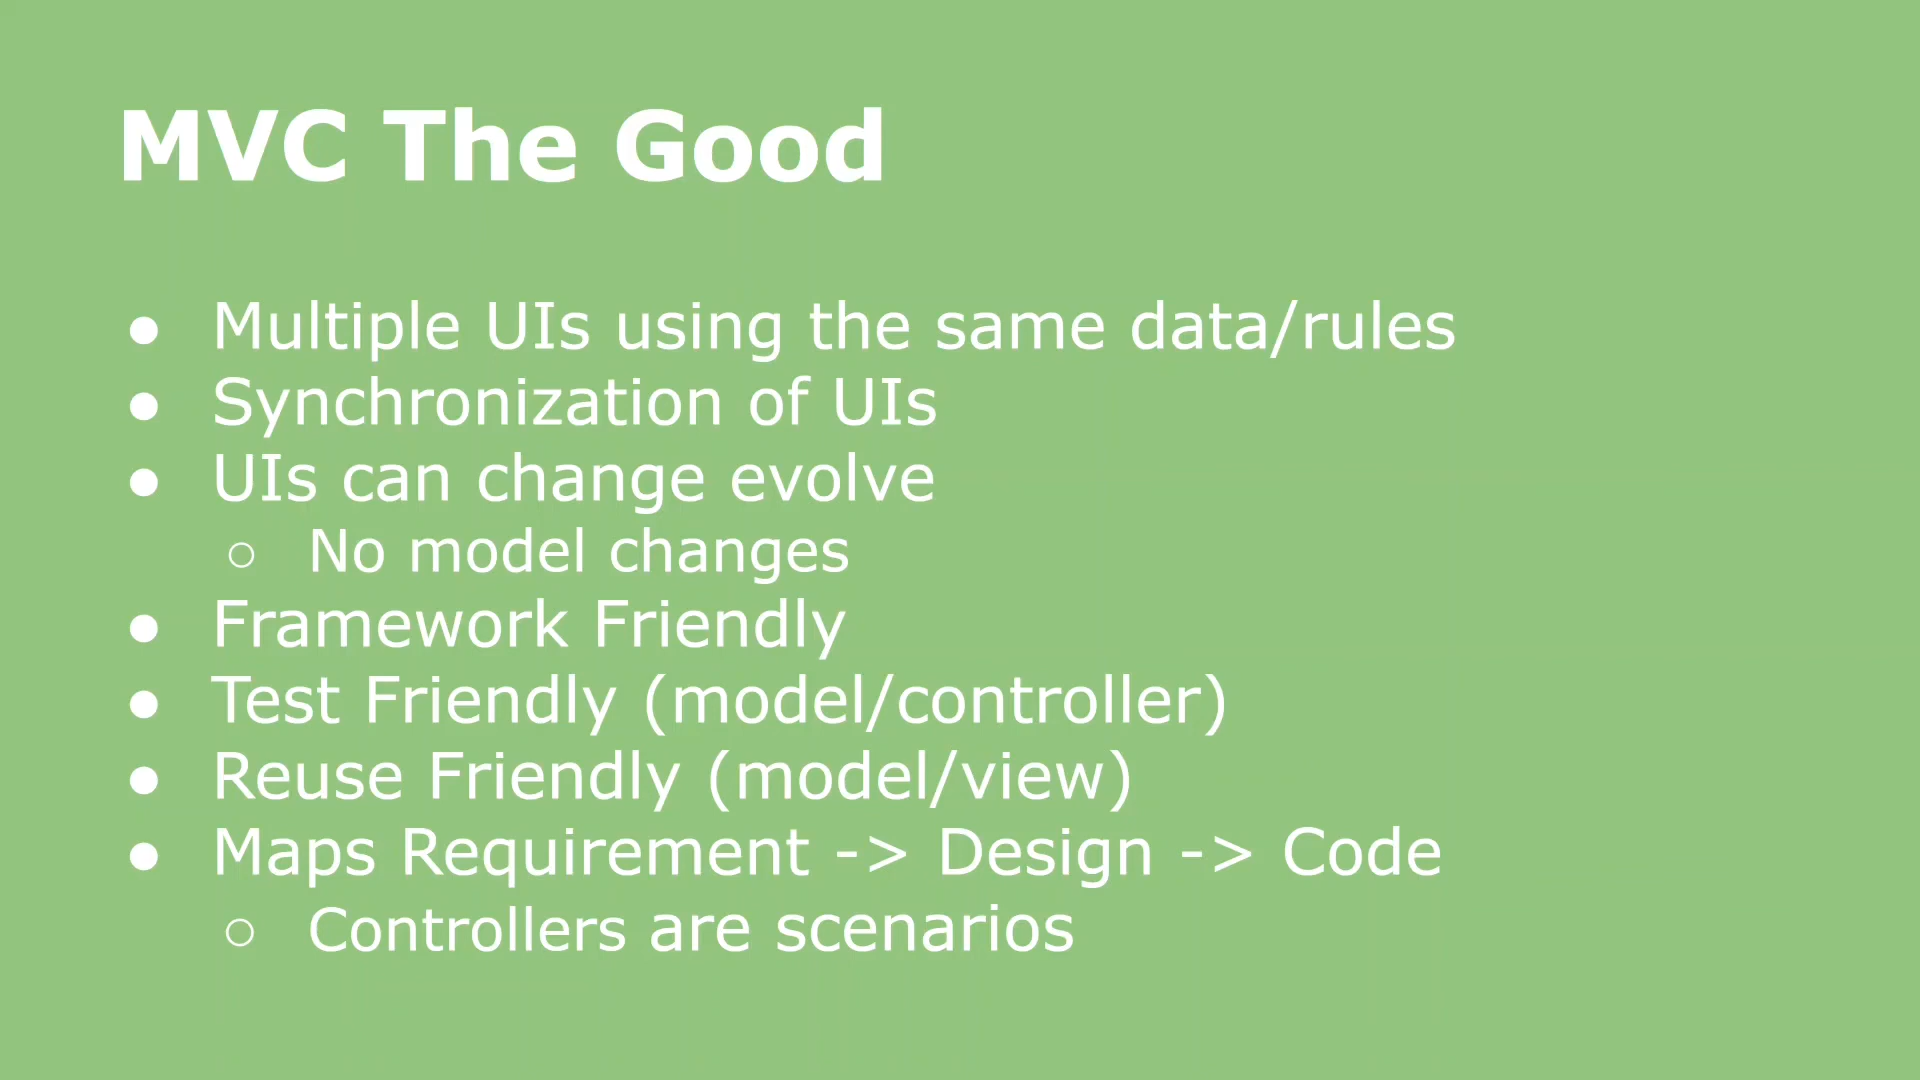 MVC The Good
● Multiple UIs using the same data/rules
● Synchronization of UIs
● UIs can change evolve
○ No model changes
● Framework Friendly
● Test Friendly (model/controller)
● Reuse Friendly (model/view)
● Maps Requirement -> Design -> Code
○ Controllers are scenarios